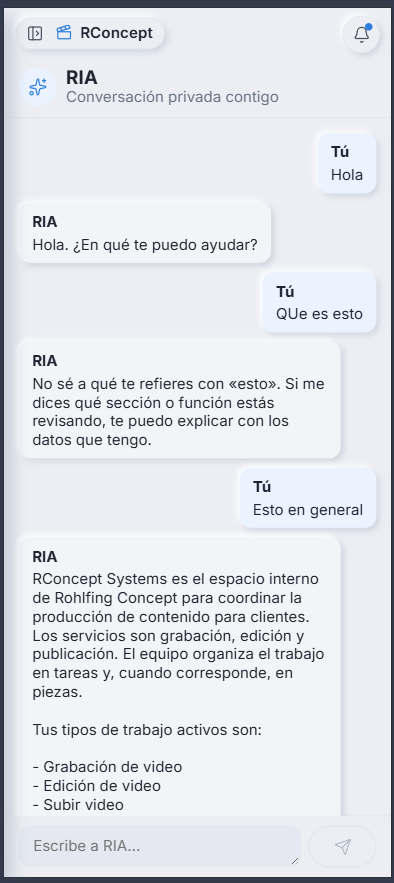 RConcept
RIA
Conversación privada contigo
Tú
Hola
RIA
Hola. ¿En qué te puedo ayudar?
Tú
QUe es esto
RIA
No sé a qué te refieres con «esto». Si me
dices qué sección o función estás
revisando, te puedo explicar con los
datos que tengo.
Tú
Esto en general
RIA
RConcept Systems es el espacio interno
de Rohlfing Concept para coordinar la
producción de contenido para clientes.
Los servicios son grabación, edición y
publicación. El equipo organiza el trabajo
en tareas y, cuando corresponde, en
piezas.
Tus tipos de trabajo activos son:
- Grabación de video
- Edición de video
- Subir video
Escribe a RIA...